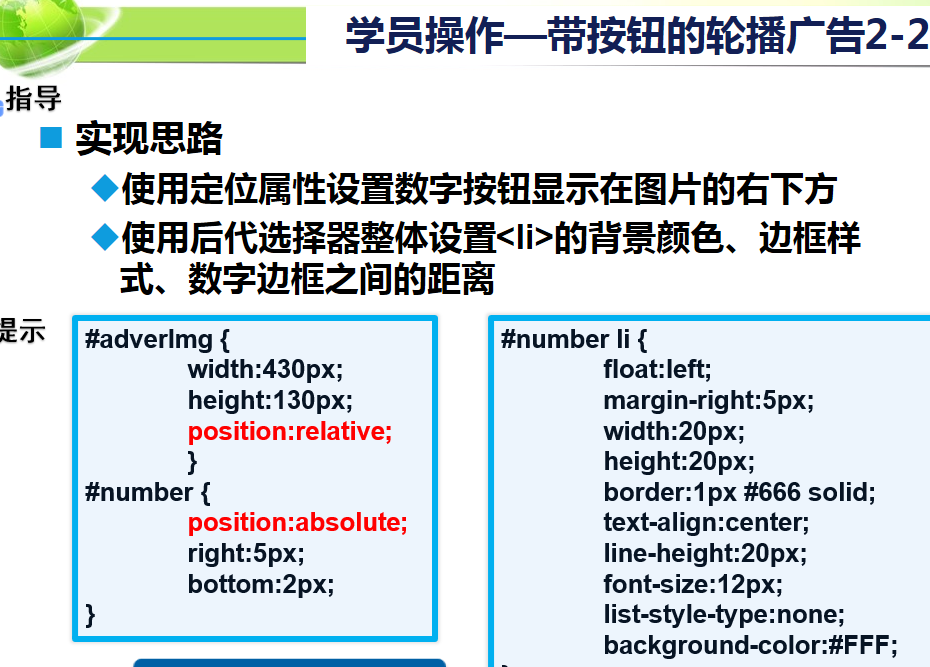 学员操作—带按钮的轮播广告2-2
指导
实现思路
使用定位属性设置数字按钮显示在图片的右下方
使用后代选择器整体设置<li>的背景颜色、边框样
式、数字边框之间的距离
提示
#adverImg {
width:430px;
height:130px;
position:relative;
}
#number {
position:absolute;
right:5px;
bottom:2px;
}
#number li {
float:left;
margin-right:5px;
width:20px;
height:20px;
border:1px #666 solid;
text-align:center;
line-height:20px;
font-size:12px;
list-style-type:none;
background-color:#FFF;